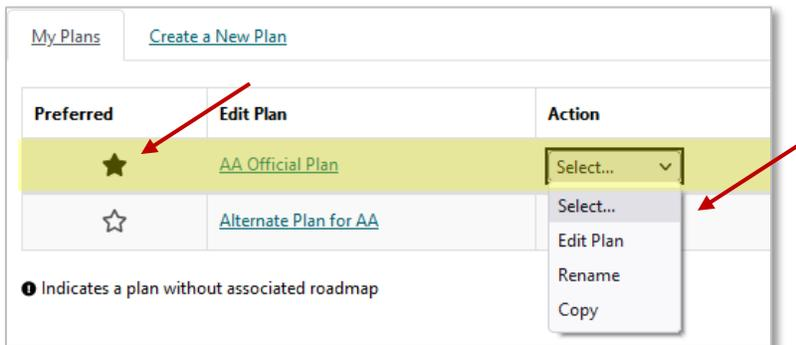 My Plans Create a New Plan
Preferred Edit Plan Action
AA Official Plan Select...
Select...
Alternate Plan for AA
Edit Plan
Rename
Indicates a plan without associated roadmap
Copy